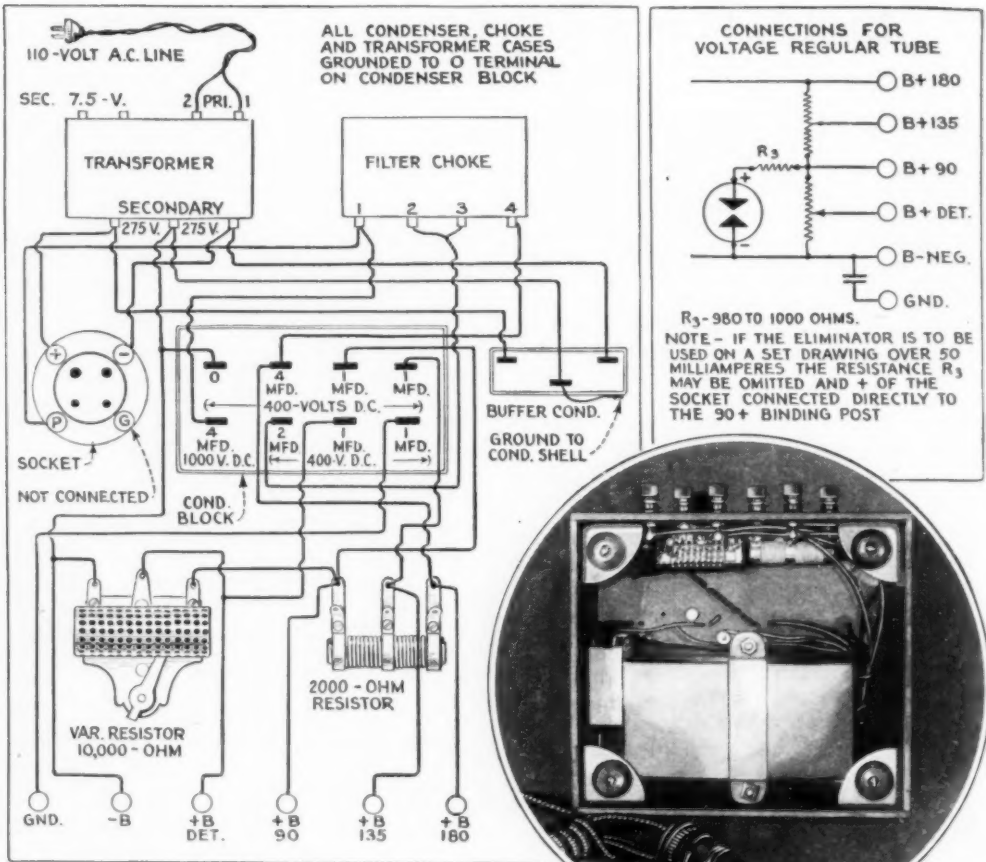 110-VOLT A.C. LINE
ALL CONDENSER, CHOKE
AND TRANSFORMER CASES
GROUNDED TO O TERMINAL
ON CONDENSER BLOCK
SEC. 7.5-V. 2 PRI. 1
TRANSFORMER
SECONDARY
275 V. 275 V.
FILTER CHOKE
1 2 3 4
+ -
P G
SOCKET
NOT CONNECTED
0 4 1 1
MFD. MFD. MFD.
400-VOLTS D.C.
4 2 1 1
MFD. MFD. MFD. MFD.
1000 V. D.C. 400-V. D.C.
COND.
BLOCK
BUFFER COND.
GROUND TO
COND. SHELL
VAR. RESISTOR
10,000-OHM
2000-OHM
RESISTOR
GND. -B +B +B +B +B
DET. 90 135 180
CONNECTIONS FOR
VOLTAGE REGULAR TUBE
B+180
B+135
R3
B+90
+
B+DET.
-
B-NEG.
GND.
R3-980 TO 1000 OHMS.
NOTE- IF THE ELIMINATOR IS TO BE
USED ON A SET DRAWING OVER 50
MILLIAMPERES THE RESISTANCE R3
MAY BE OMITTED AND + OF THE
SOCKET CONNECTED DIRECTLY TO
THE 90+ BINDING POST